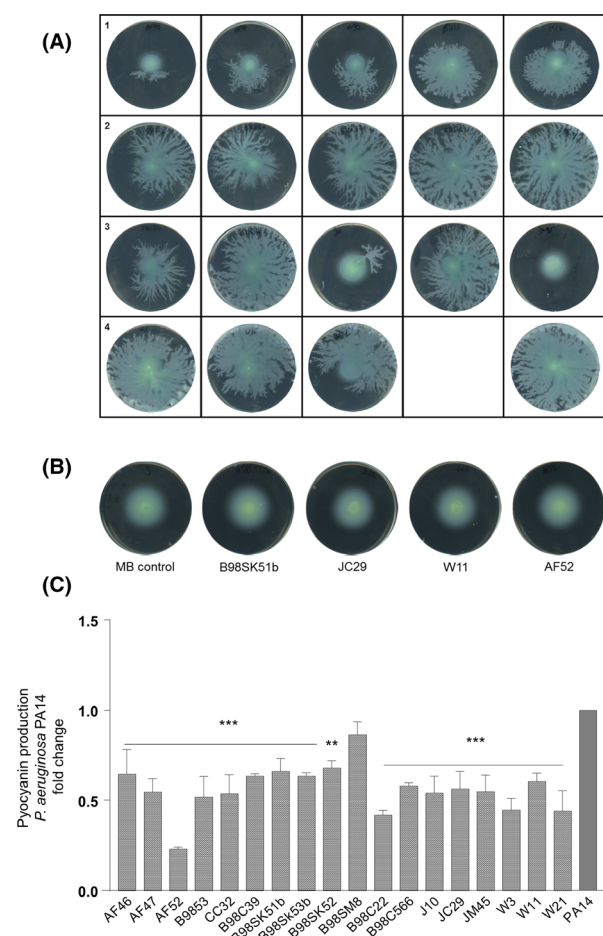 (A)
1
2
3
4
(B)
MB control
B98SK51b
JC29
W11
AF52
(C)
Pyocyanin production
P. aeruginosa PA14
fold change
1.5
1.0
0.5
0.0
***
**
***
AF46
AF47
AF52
B9853
CC32
B98C39
B98SK51b
B98Sk53b
B98SK52
B98SM8
B98C22
B98C566
J10
JC29
JM45
W3
W11
W21
PA14